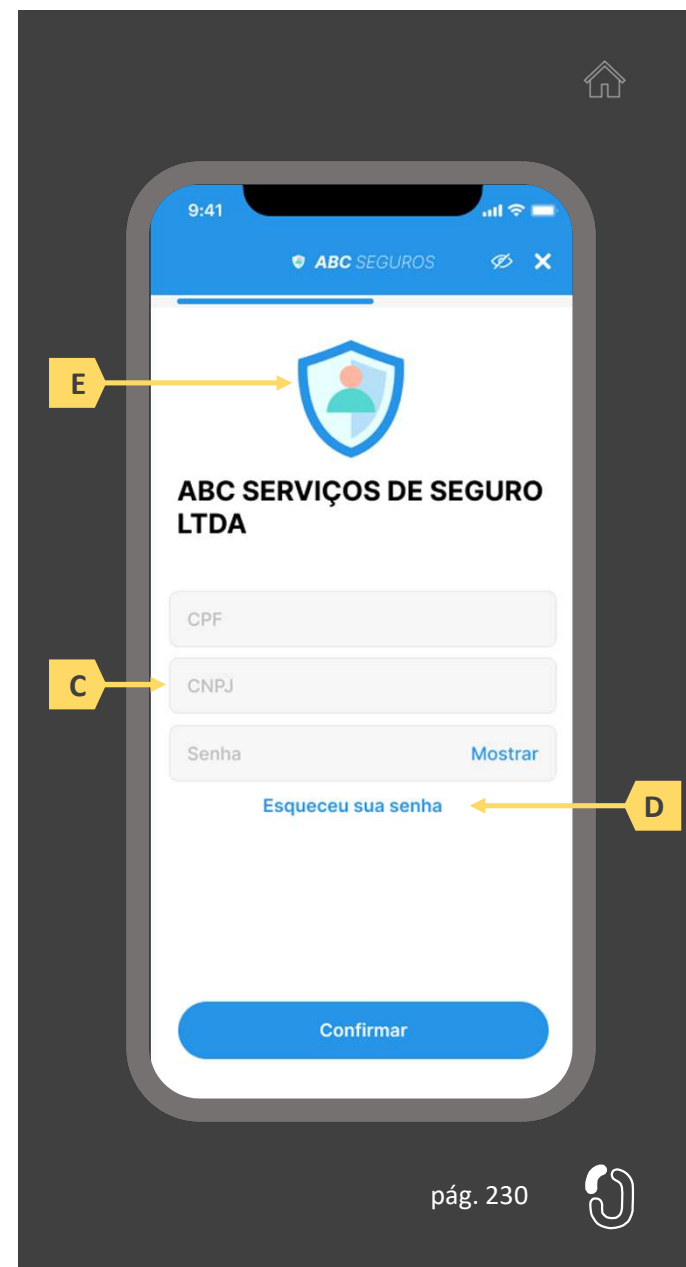 9:41
ABC SEGUROS
E
ABC SERVIÇOS DE SEGURO
LTDA
CPF
C
CNPJ
Senha Mostrar
Esqueceu sua senha
D
Confirmar
pág. 230